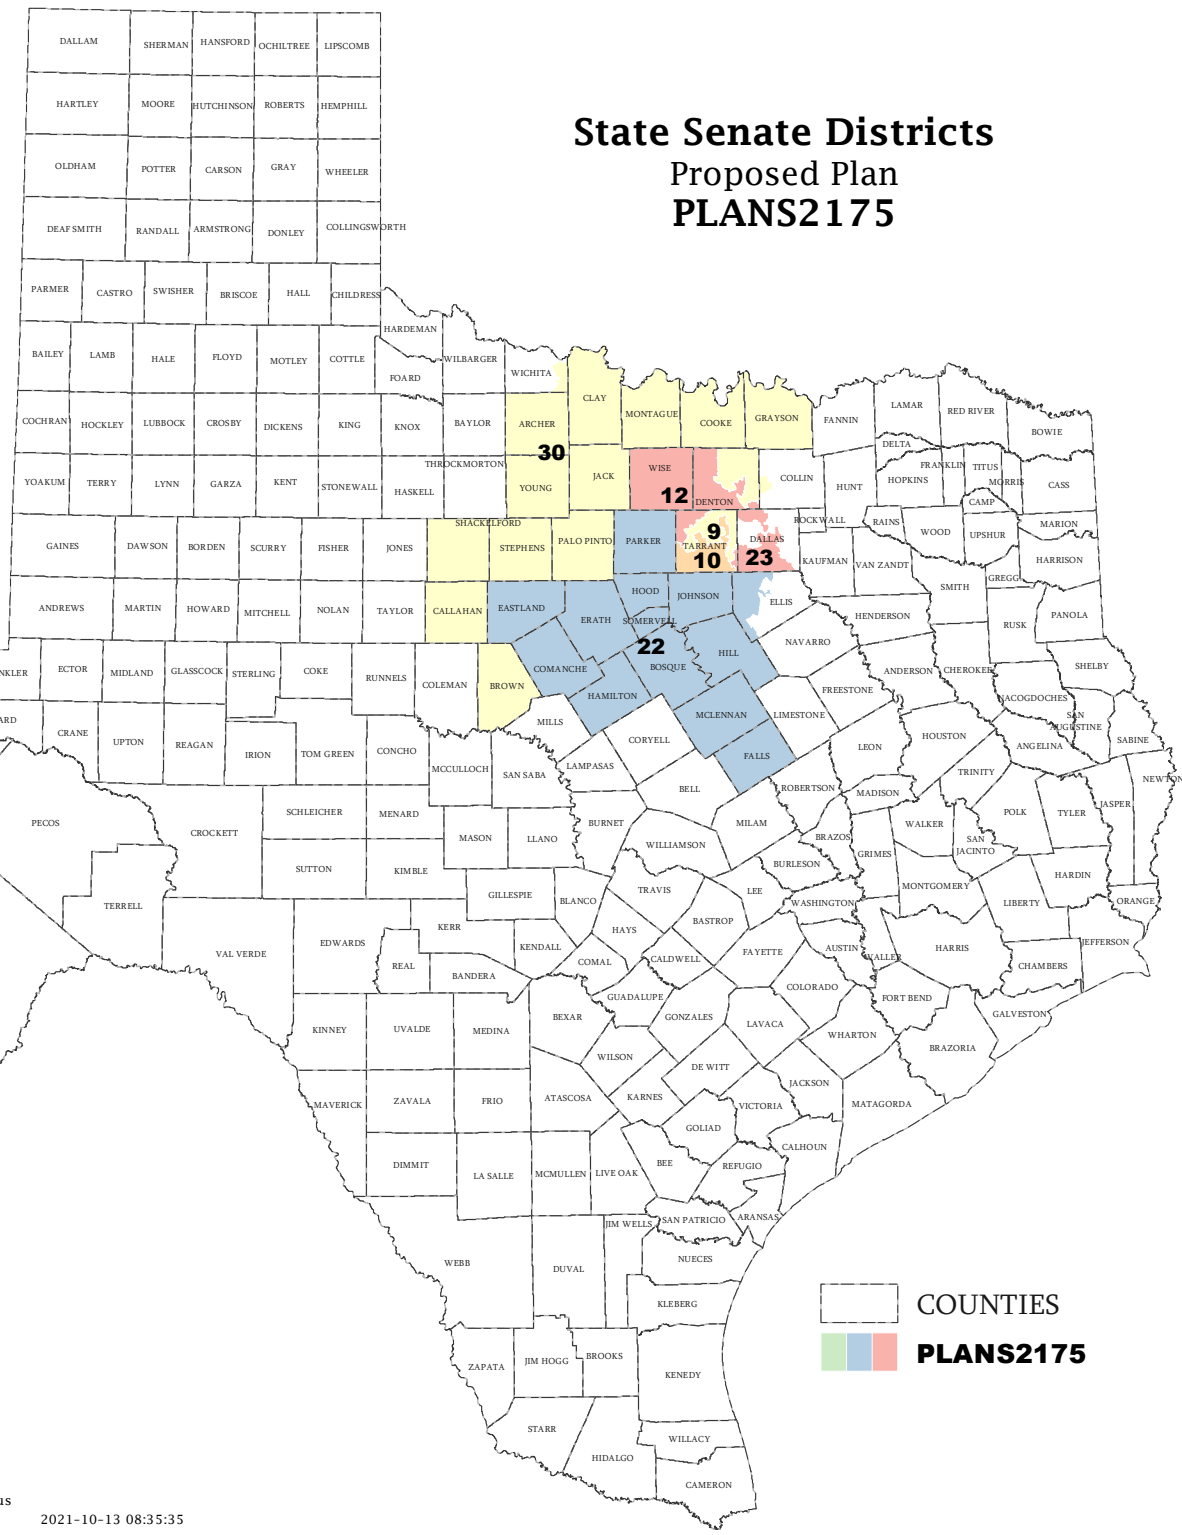 State Senate Districts
Proposed Plan
PLANS2175
DALLAM SHERMAN HANSFORD OCHILTREE LIPSCOMB
HARTLEY MOORE HUTCHINSON ROBERTS HEMPHILL
OLDHAM POTTER CARSON GRAY WHEELER
DEAF SMITH RANDALL ARMSTRONG DONLEY COLLINGSWORTH
PARMER CASTRO SWISHER BRISCOE HALL CHILDRESS
HARDEMAN
BAILEY LAMB HALE FLOYD MOTLEY COTTLE WILBARGER
FOARD WICHITA
CLAY
COCHRAN HOCKLEY LUBBOCK CROSBY DICKENS KING KNOX BAYLOR ARCHER MONTAGUE COOKE GRAYSON FANNIN LAMAR RED RIVER BOWIE
30
DELTA
YOAKUM TERRY LYNN GARZA KENT STONEWALL HASKELL THROCKMORTON YOUNG JACK WISE DENTON COLLIN HUNT HOPKINS FRANKLIN TITUS MORRIS CASS
12
CAMP
GAINES DAWSON BORDEN SCURRY FISHER JONES SHACKELFORD STEPHENS PALO PINTO PARKER TARRANT DALLAS ROCKWALL RAINS WOOD UPSHUR MARION
9
10 23
KAUFMAN VAN ZANDT HARRISON
SMITH GREGG
ANDREWS MARTIN HOWARD MITCHELL NOLAN TAYLOR CALLAHAN EASTLAND ERATH HOOD JOHNSON ELLIS HENDERSON RUSK PANOLA
SOMERVELL
22
NKLER ECTOR MIDLAND GLASSCOCK STERLING COKE RUNNELS COLEMAN BROWN COMANCHE BOSQUE HILL NAVARRO ANDERSON CHEROKEE SHELBY
HAMILTON FREESTONE NACOGDOCHES
ARD CRANE UPTON REAGAN IRION TOM GREEN CONCHO MILLS MCLENNAN LIMESTONE SAN
AUGUSTINE
CORYELL LEON HOUSTON ANGELINA SABINE
MCCULLOCH SAN SABA LAMPASAS FALLS TRINITY NEWTON
BELL ROBERTSON MADISON
PECOS CROCKETT SCHLEICHER MENARD MASON LLANO BURNET MILAM BRAZOS WALKER POLK TYLER JASPER
SAN
JACINTO
WILLIAMSON GRIMES
SUTTON KIMBLE BURLESON HARDIN
TERRELL GILLESPIE BLANCO TRAVIS LEE WASHINGTON MONTGOMERY LIBERTY ORANGE
VAL VERDE EDWARDS KERR KENDALL HAYS BASTROP
REAL BANDERA COMAL CALDWELL FAYETTE AUSTIN WALLER HARRIS JEFFERSON
CHAMBERS
GUADALUPE COLORADO FORT BEND
KINNEY UVALDE MEDINA BEXAR GONZALES LAVACA WHARTON GALVESTON
WILSON BRAZORIA
DE WITT
MAVERICK ZAVALA FRIO ATASCOSA KARNES VICTORIA JACKSON MATAGORDA
GOLIAD
CALHOUN
DIMMIT LA SALLE MCMULLEN LIVE OAK BEE REFUGIO
JIM WELLS SAN PATRICIO ARANSAS
WEBB DUVAL NUECES
KLEBERG
ZAPATA JIM HOGG BROOKS KENEDY
STARR HIDALGO WILLACY
CAMERON
COUNTIES
PLANS2175
us
2021-10-13 08:35:35